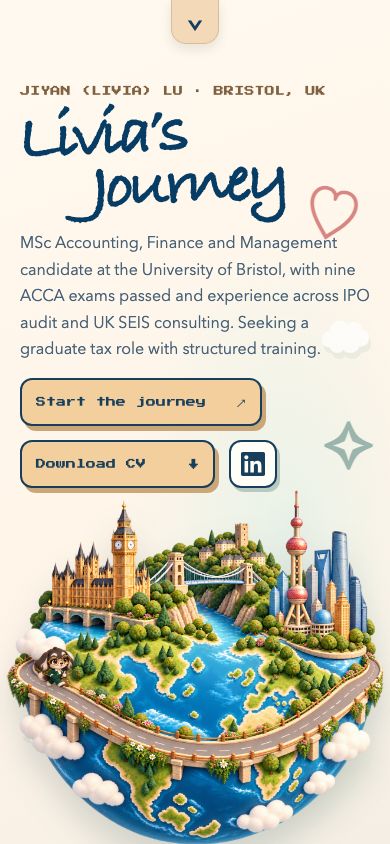 JIYAN (LIVIA) LU · BRISTOL, UK
Livia's
Journey
MSc Accounting, Finance and Management
candidate at the University of Bristol, with nine
ACCA exams passed and experience across IPO
audit and UK SEIS consulting. Seeking a
graduate tax role with structured training.
Start the journey ↗
Download CV ↓
in